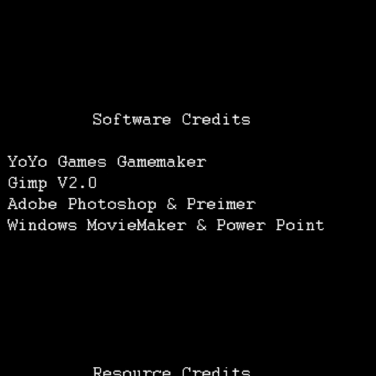 Software Credits
YoYo Games Gamemaker
Gimp V2.0
Adobe Photoshop & Preimer
Windows MovieMaker & Power Point
Resource Credits